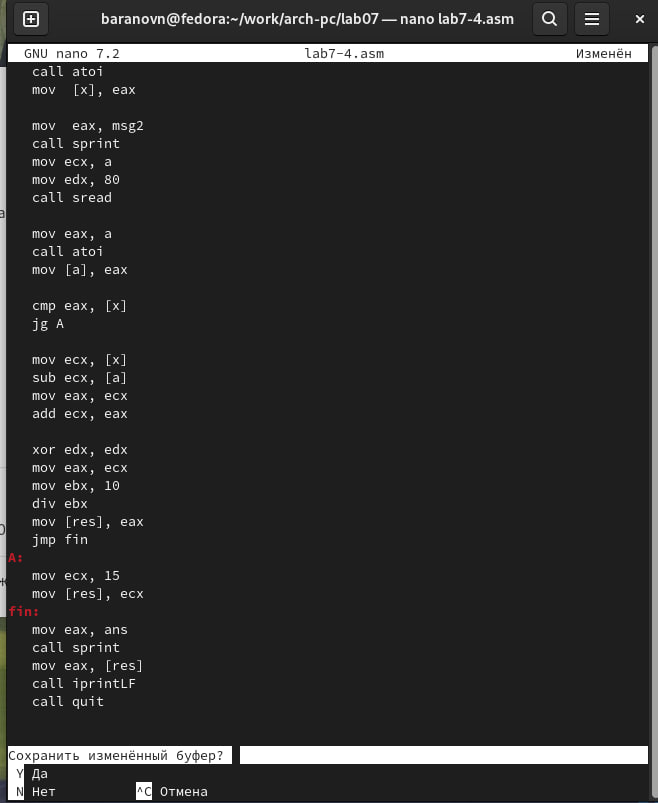 baranovn@fedora:~/work/arch-pc/lab07 — nano lab7-4.asm
GNU nano 7.2 lab7-4.asm Изменён
call atoi
mov  [x], eax
mov  eax, msg2
call sprint
mov ecx, a
mov edx, 80
call sread
mov eax, a
call atoi
mov [a], eax
cmp eax, [x]
jg A
mov ecx, [x]
sub ecx, [a]
mov eax, ecx
add ecx, eax
xor edx, edx
mov eax, ecx
mov ebx, 10
div ebx
mov [res], eax
jmp fin
A:
mov ecx, 15
mov [res], ecx
fin:
mov eax, ans
call sprint
mov eax, [res]
call iprintLF
call quit
Сохранить изменённый буфер?
Y Да
N Нет ^C Отмена